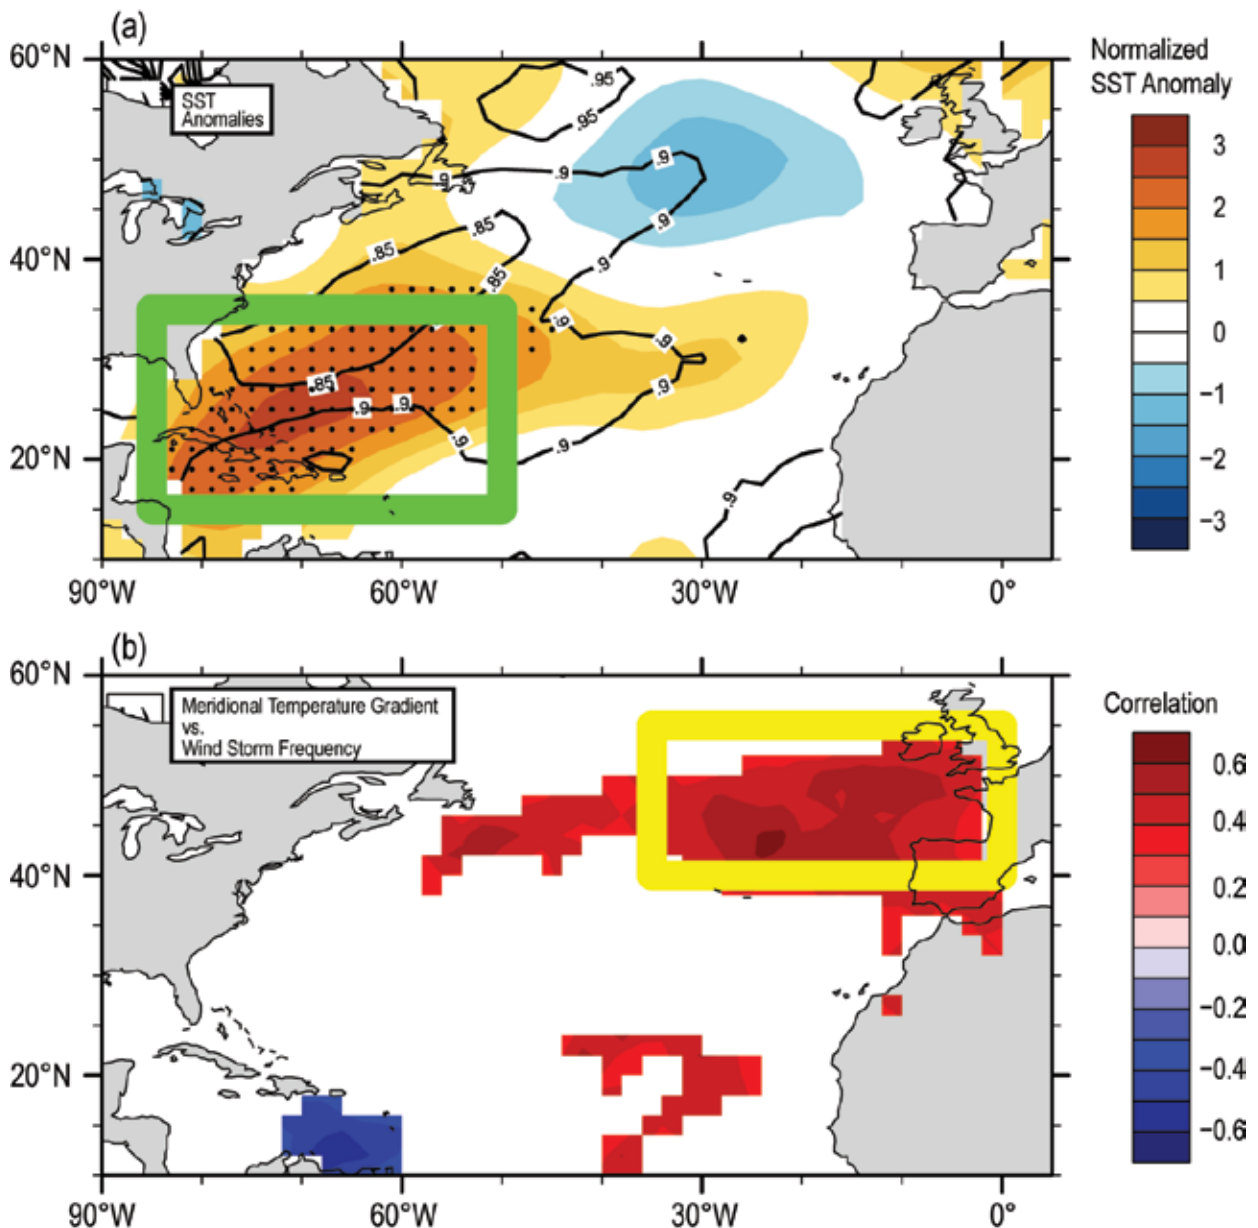 (a)
60°N
40°N
20°N
90°W
60°W
30°W
0°
SST
Anomalies
.95
.95
.9
.9
.9
.9
.9
.85
.85
.85
.85
.9
.9
.9
.9
.9
.9
.9
.9
Normalized
SST Anomaly
3
2
1
0
−1
−2
−3
(b)
60°N
40°N
20°N
90°W
60°W
30°W
0°
Meridional Temperature Gradient
vs.
Wind Storm Frequency
Correlation
0.6
0.4
0.2
0.0
−0.2
−0.4
−0.6